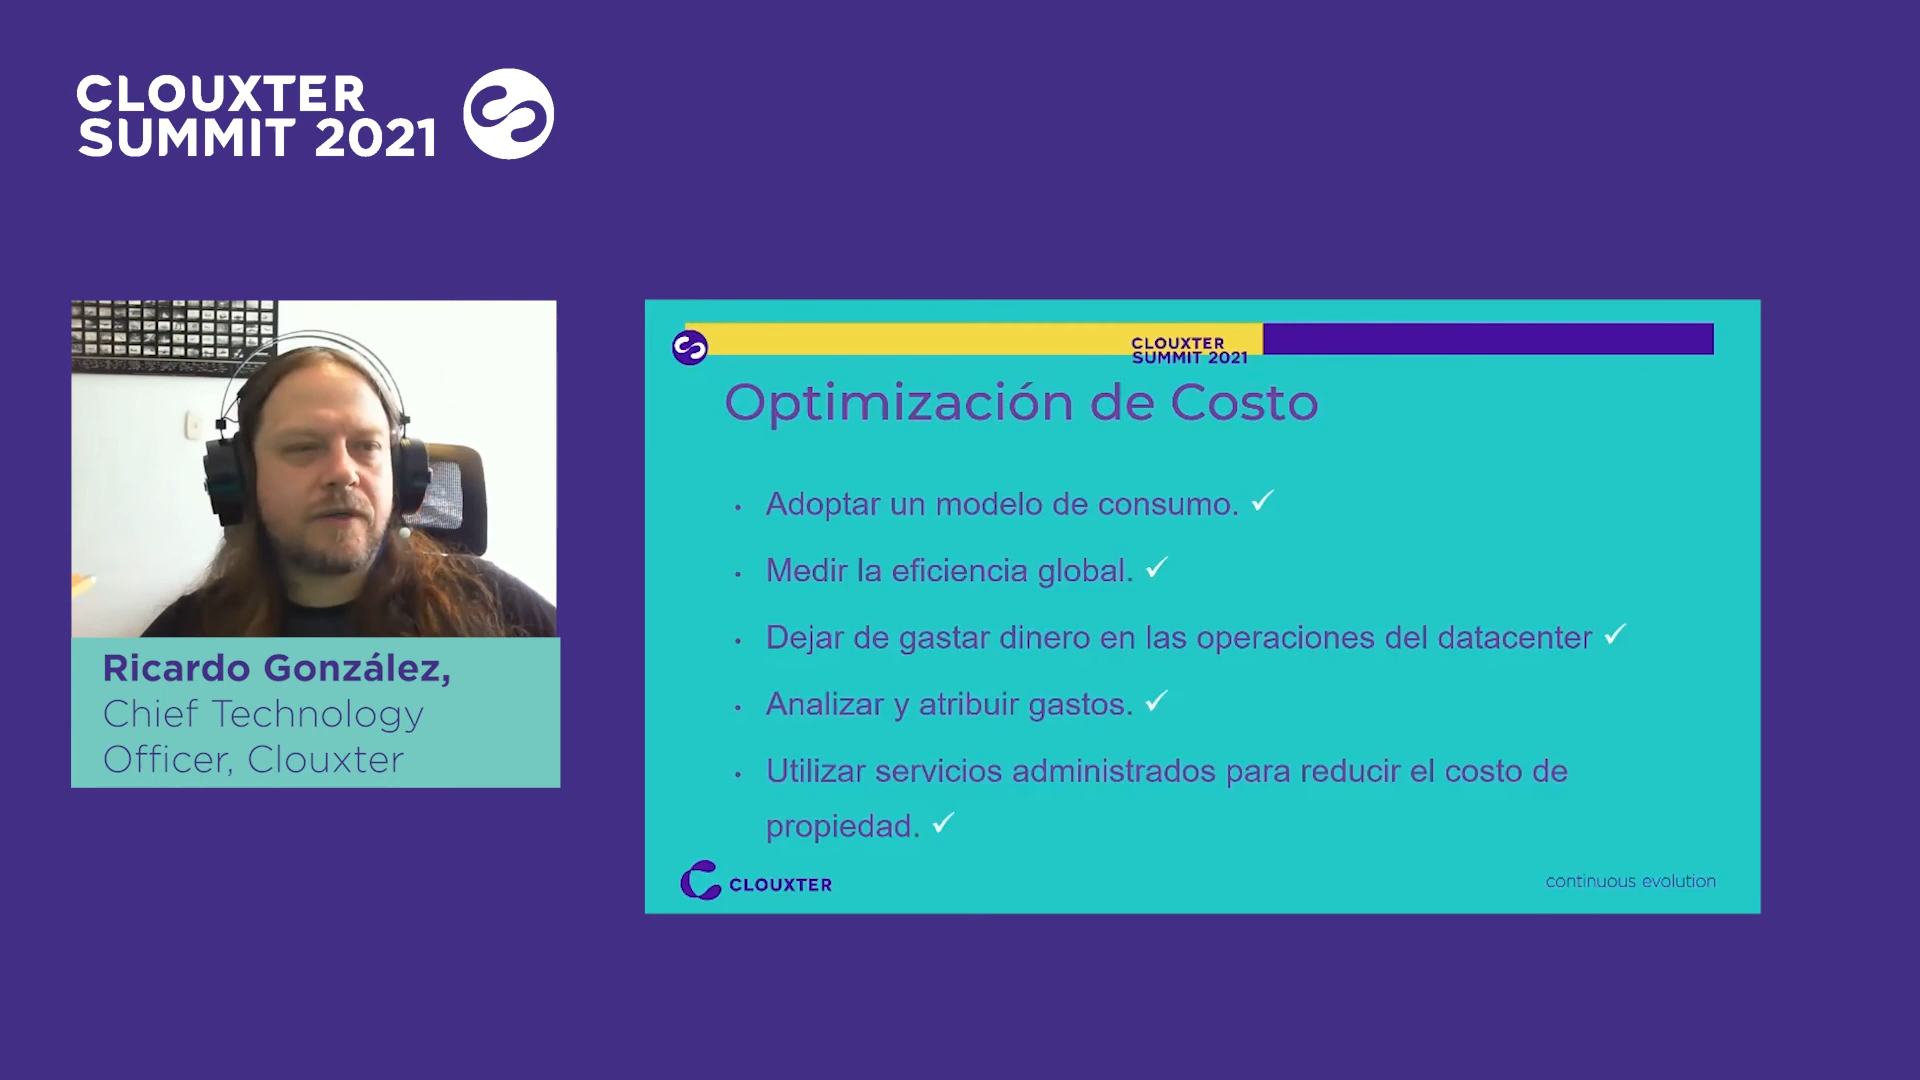 CLOUXTER
SUMMIT 2021
Ricardo González,
Chief Technology
Officer, Clouxter
CLOUXTER
SUMMIT 2021
Optimización de Costo
• Adoptar un modelo de consumo. ✓
• Medir la eficiencia global. ✓
• Dejar de gastar dinero en las operaciones del datacenter ✓
• Analizar y atribuir gastos. ✓
• Utilizar servicios administrados para reducir el costo de
propiedad. ✓
CLOUXTER
continuous evolution